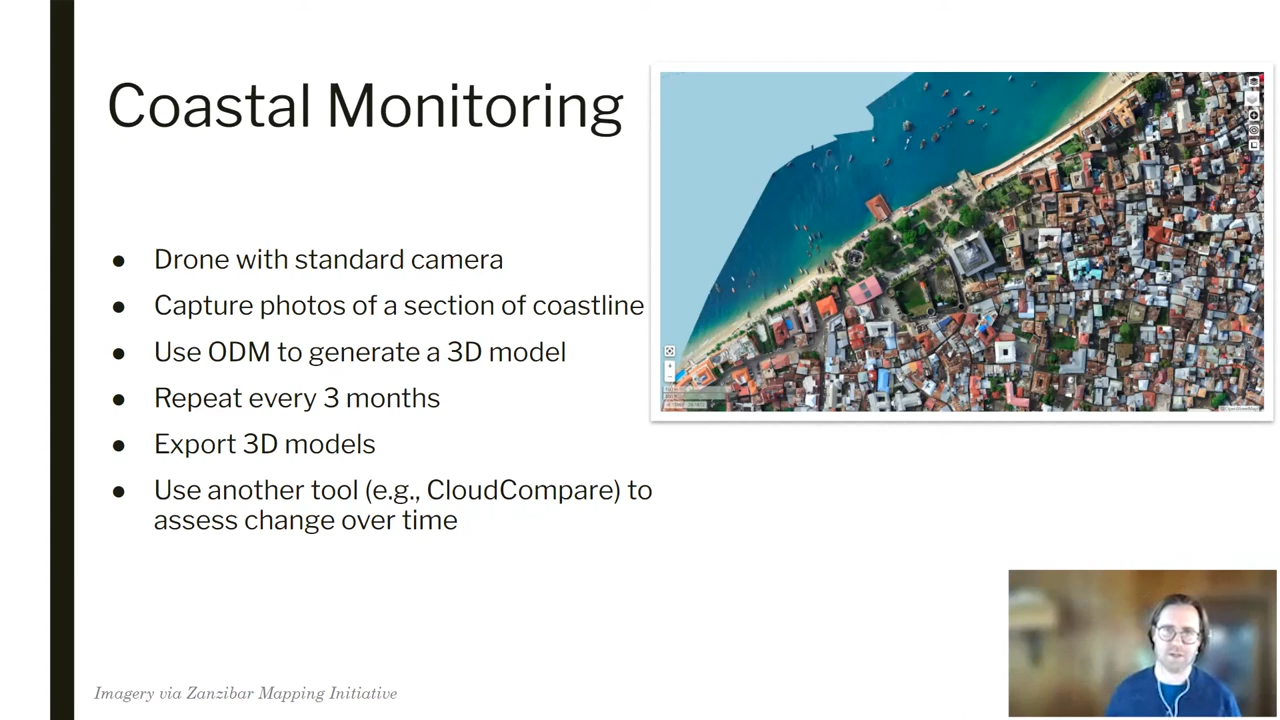 Coastal Monitoring
● Drone with standard camera
● Capture photos of a section of coastline
● Use ODM to generate a 3D model
● Repeat every 3 months
● Export 3D models
● Use another tool (e.g., CloudCompare) to
assess change over time
Imagery via Zanzibar Mapping Initiative